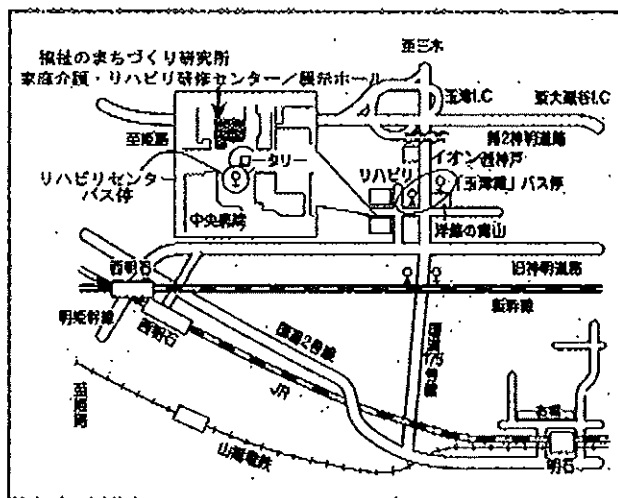 福祉のまちづくり研究所
家庭介護・リハビリ研修センター／展示ホール
至三木
玉津I.C
至大蔵谷I.C
至姫路
第2神明道路
ロータリー
イオン西神戸
リハビリ
リハビリセンター
バス停
「玉津曙」バス停
中央病院
洋服の青山
西明石
旧神明道路
新幹線
明姫幹線
西明石
国道2号線
国道175号線
JR
至姫路
山陽電鉄
明石